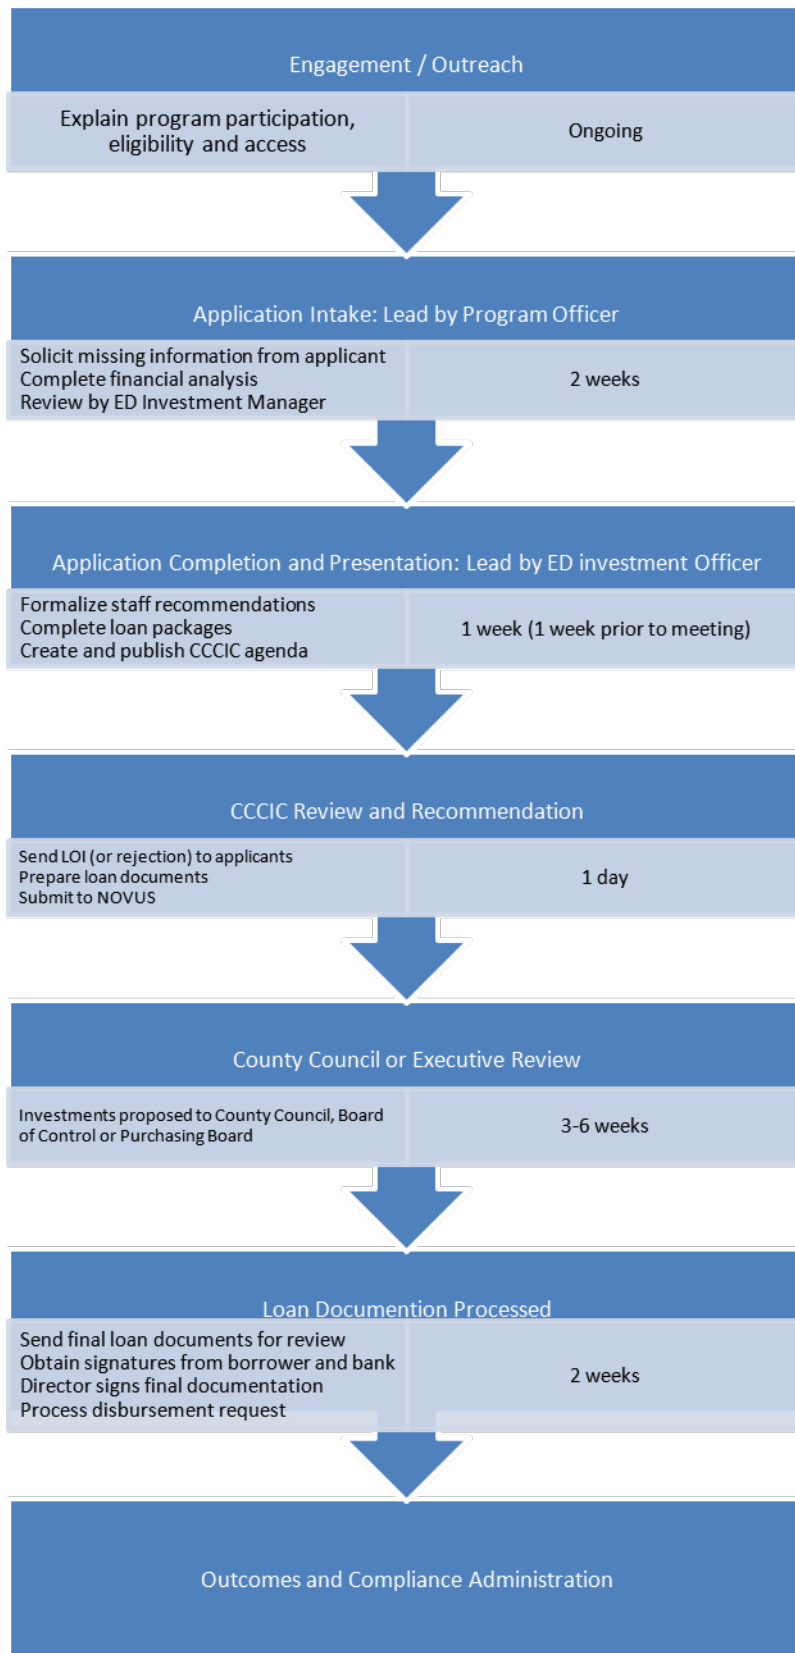 Engagement / Outreach
Explain program participation,
eligibility and access
Ongoing
Application Intake: Lead by Program Officer
Solicit missing information from applicant
Complete financial analysis
Review by ED Investment Manager
2 weeks
Application Completion and Presentation: Lead by ED investment Officer
Formalize staff recommendations
Complete loan packages
Create and publish CCCIC agenda
1 week (1 week prior to meeting)
CCCIC Review and Recommendation
Send LOI (or rejection) to applicants
Prepare loan documents
Submit to NOVUS
1 day
County Council or Executive Review
Investments proposed to County Council, Board
of Control or Purchasing Board
3-6 weeks
Loan Documention Processed
Send final loan documents for review
Obtain signatures from borrower and bank
Director signs final documentation
Process disbursement request
2 weeks
Outcomes and Compliance Administration